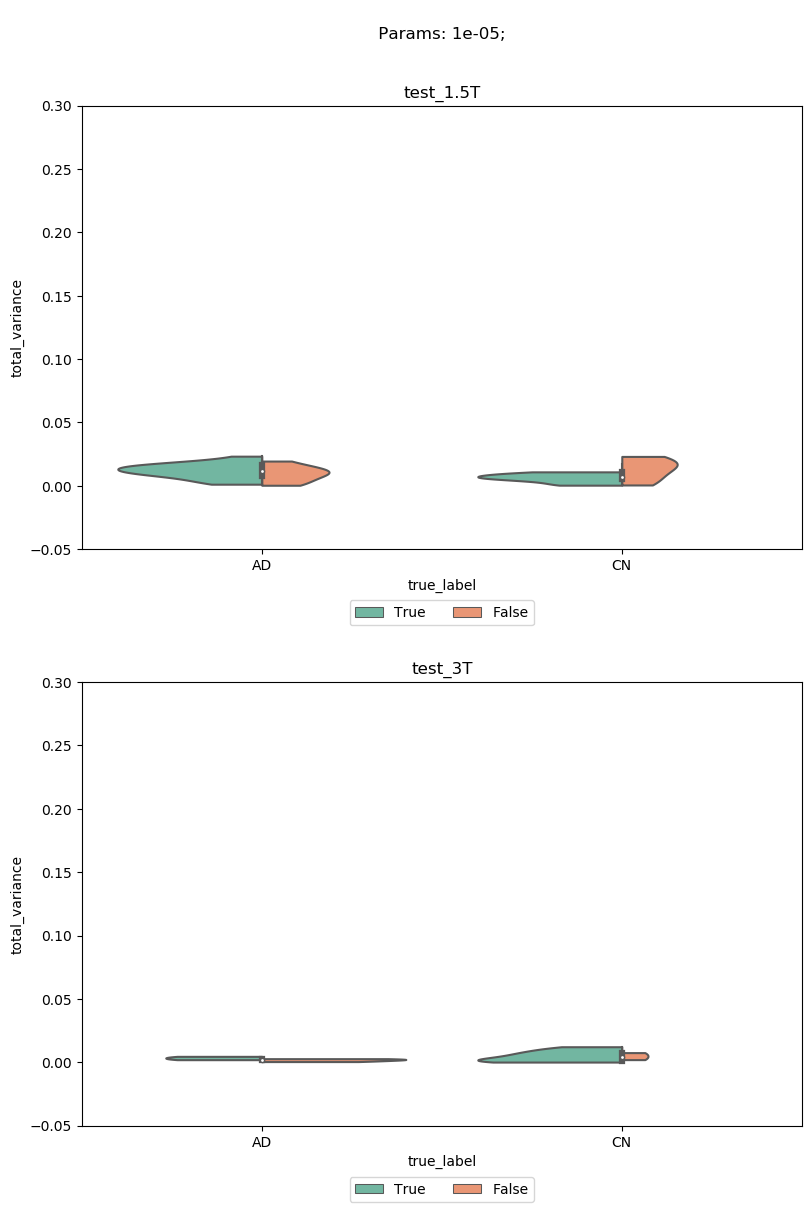 Params: 1e-05;
test_1.5T
0.30
0.25
0.20
0.15
0.10
0.05
0.00
−0.05
total_variance
AD CN
true_label
True False
test_3T
0.30
0.25
0.20
0.15
0.10
0.05
0.00
−0.05
total_variance
AD CN
true_label
True False